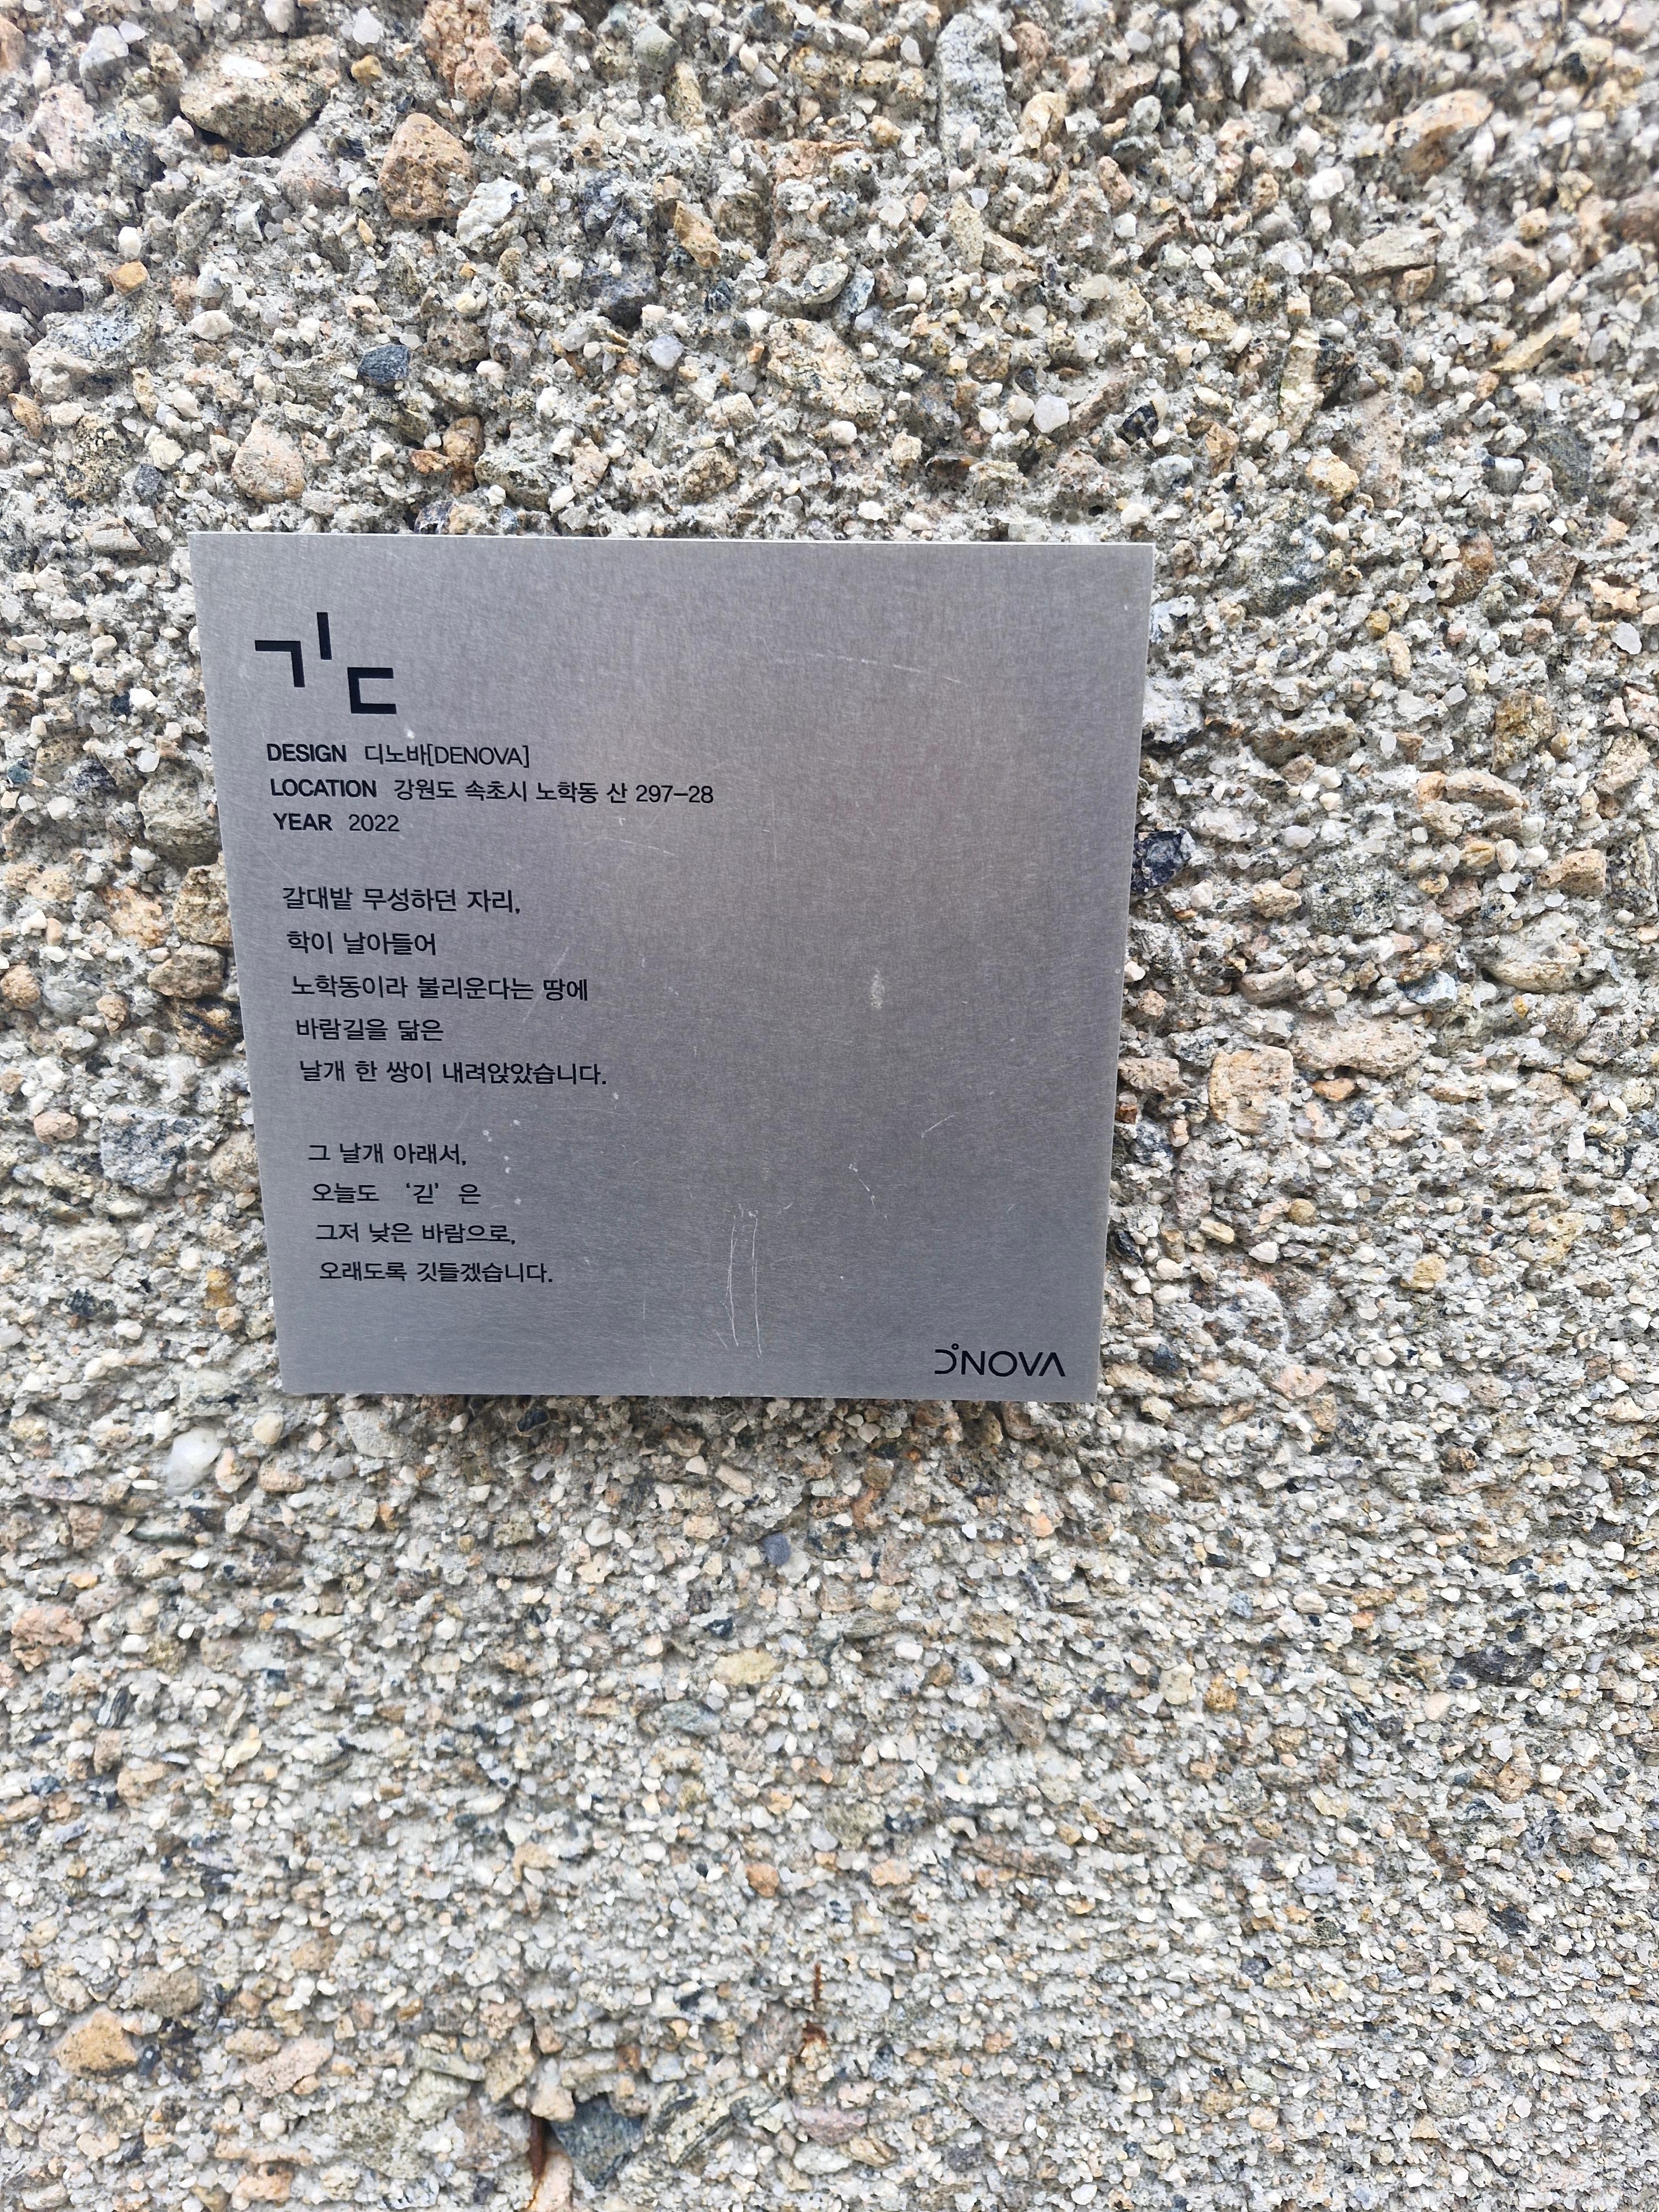 긷
DESIGN 디노바[DENOVA]
LOCATION 강원도 속초시 노학동 산 297-28
YEAR 2022
갈대밭 무성하던 자리,
학이 날아들어
노학동이라 불리운다는 땅에
바람길을 닮은
날개 한 쌍이 내려앉았습니다.
그 날개 아래서,
오늘도 ‘긷’ 은
그저 낮은 바람으로,
오래도록 깃들겠습니다.
D'NOVA